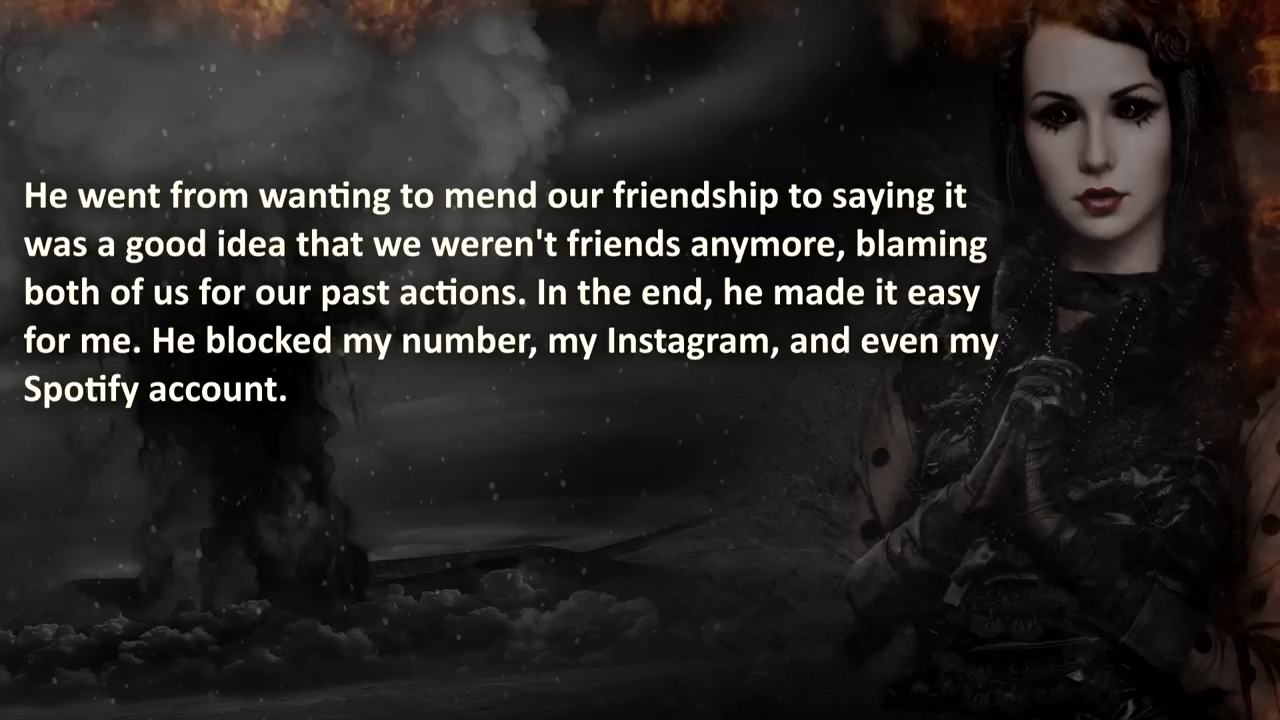 He went from wanting to mend our friendship to saying it
was a good idea that we weren't friends anymore, blaming
both of us for our past actions. In the end, he made it easy
for me. He blocked my number, my Instagram, and even my
Spotify account.